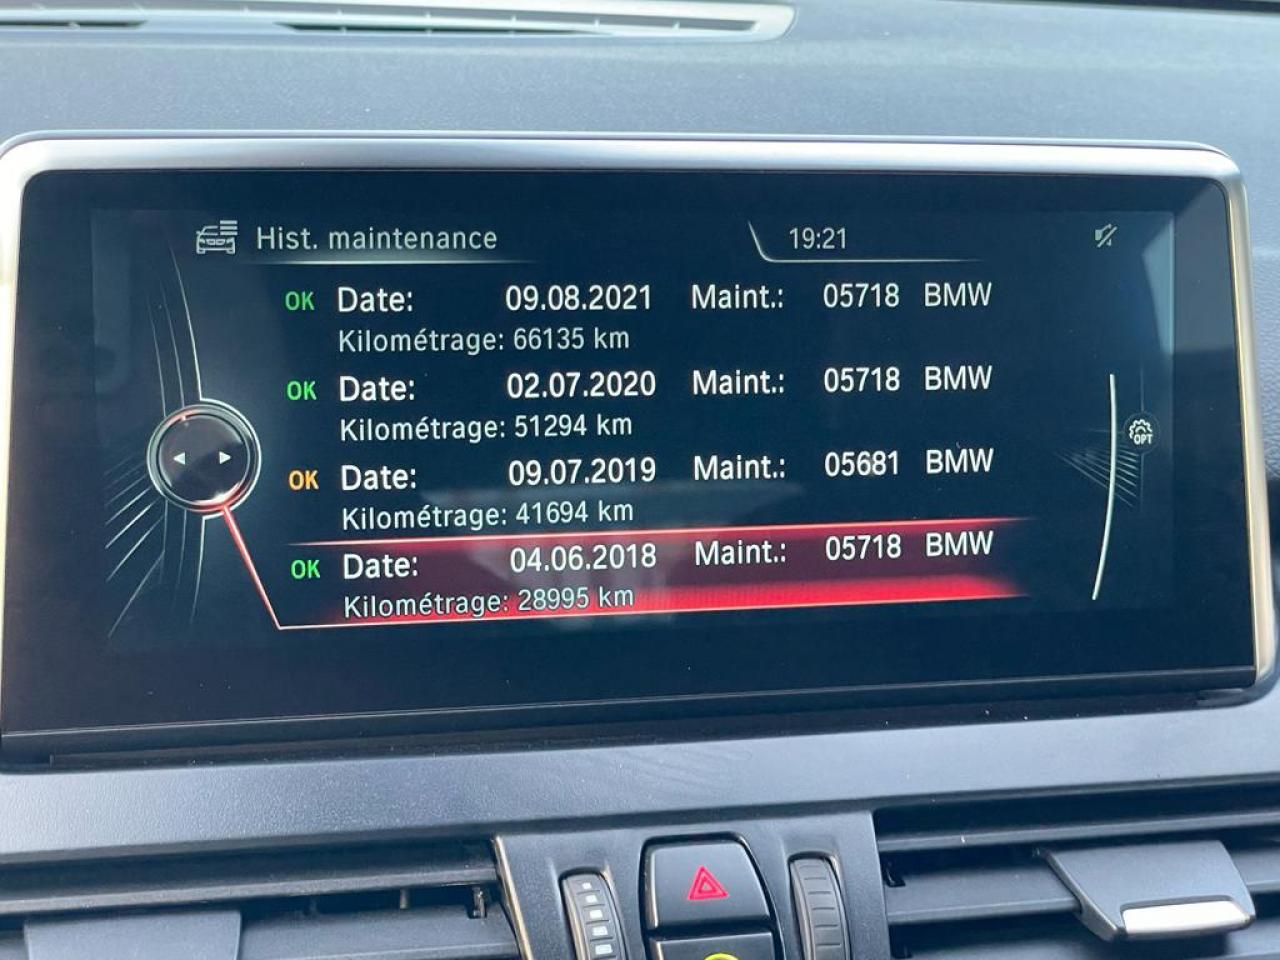 Hist. maintenance 19:21
OK Date: 09.08.2021 Maint.: 05718 BMW
Kilométrage: 66135 km
OK Date: 02.07.2020 Maint.: 05718 BMW
Kilométrage: 51294 km
OK Date: 09.07.2019 Maint.: 05681 BMW
Kilométrage: 41694 km
OPT
OK Date: 04.06.2018 Maint.: 05718 BMW
Kilométrage: 28995 km